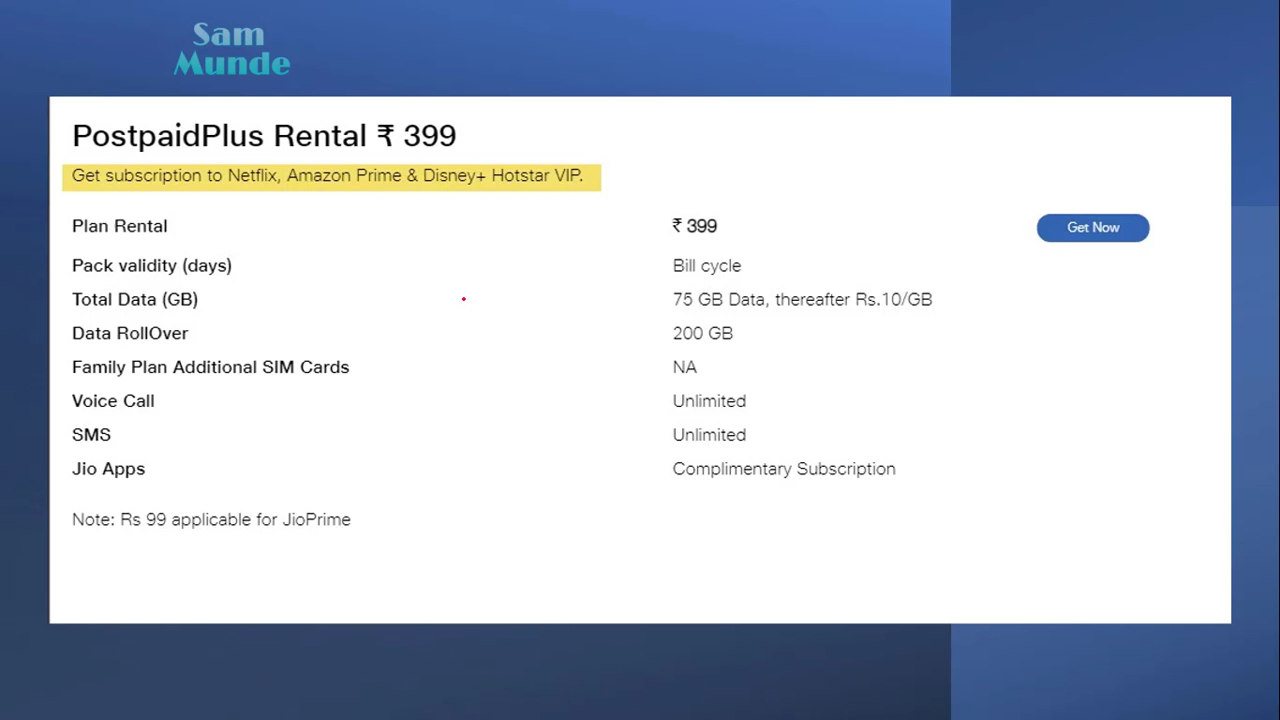 Sam
Munde
PostpaidPlus Rental ₹ 399
Get subscription to Netflix, Amazon Prime & Disney+ Hotstar VIP.
Plan Rental ₹ 399 Get Now
Pack validity (days) Bill cycle
Total Data (GB) 75 GB Data, thereafter Rs.10/GB
Data RollOver 200 GB
Family Plan Additional SIM Cards NA
Voice Call Unlimited
SMS Unlimited
Jio Apps Complimentary Subscription
Note: Rs 99 applicable for JioPrime